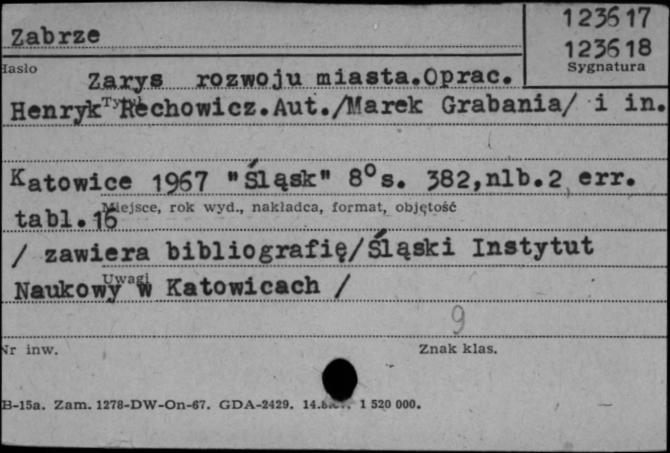 123617
Zabrze
123618
Hasło
Sygnatura
Zarys rozwoju miasta.Oprac.
Tytuł
Henryk Rechowicz.Aut./Marek Grabania/ i in.
Katowice 1967 "Śląsk" 8° s. 382,nlb.2 err.
Miejsce, rok wyd., nakładca, format, objętość
tabl.16
/ zawiera bibliografię/Śląski Instytut
Uwagi
Naukowy w Katowicach /
9
Nr inw.
Znak klas.
B-15a. Zam. 1278-DW-On-67. GDA-2429. 1 520 000.